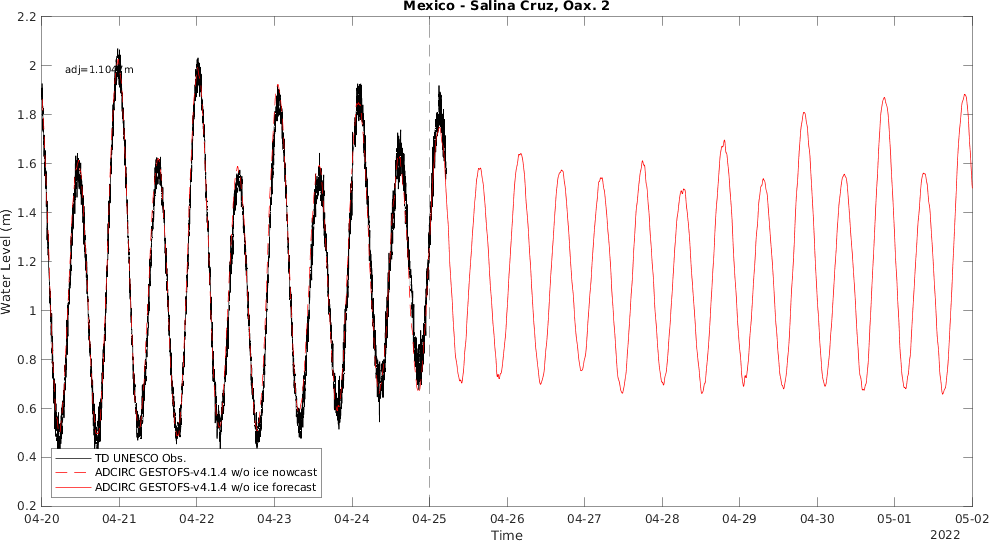 Mexico - Salina Cruz, Oax. 2
2.2
2
1.8
1.6
1.4
1.2
1
0.8
0.6
0.4
0.2
Water Level (m)
TD UNESCO Obs.
ADCIRC GESTOFS-v4.1.4 w/o ice nowcast
ADCIRC GESTOFS-v4.1.4 w/o ice forecast
04-20 04-21 04-22 04-23 04-24 04-25 04-26 04-27 04-28 04-29 04-30 05-01 05-02
Time
2022